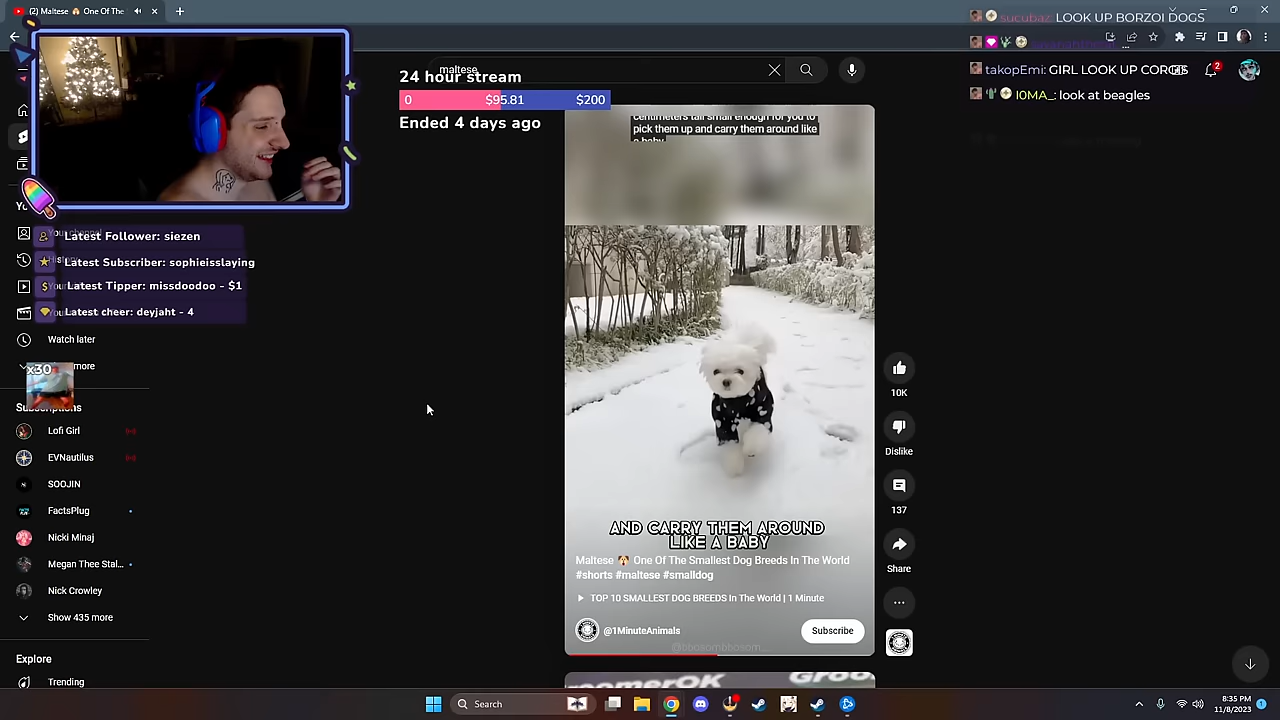 (2) Maltese 🐶 One Of The
sucubaz: LOOK UP BORZOI DOGS
takopEmi: GIRL LOOK UP CORGIS
I0MA_: look at beagles
2
maltese
24 hour stream
0 $95.81 $200
Ended 4 days ago
centimeters tall small enough for you to
pick them up and carry them around like
a baby
Latest Follower: siezen
Latest Subscriber: sophieisslaying
Latest Tipper: missdoodoo - $1
Latest cheer: deyjaht - 4
Watch later
more
x30
Subscriptions
Lofi Girl
EVNautilus
SOOJIN
FactsPlug
Nicki Minaj
Megan Thee Stal...
Nick Crowley
Show 435 more
Explore
Trending
AND CARRY THEM AROUND
LIKE A BABY
Maltese 🐶 One Of The Smallest Dog Breeds In The World
#shorts #maltese #smalldog
TOP 10 SMALLEST DOG BREEDS In The World | 1 Minute
@1MinuteAnimals
Subscribe
10K
Dislike
137
Share
Search
8:35 PM
11/8/2023